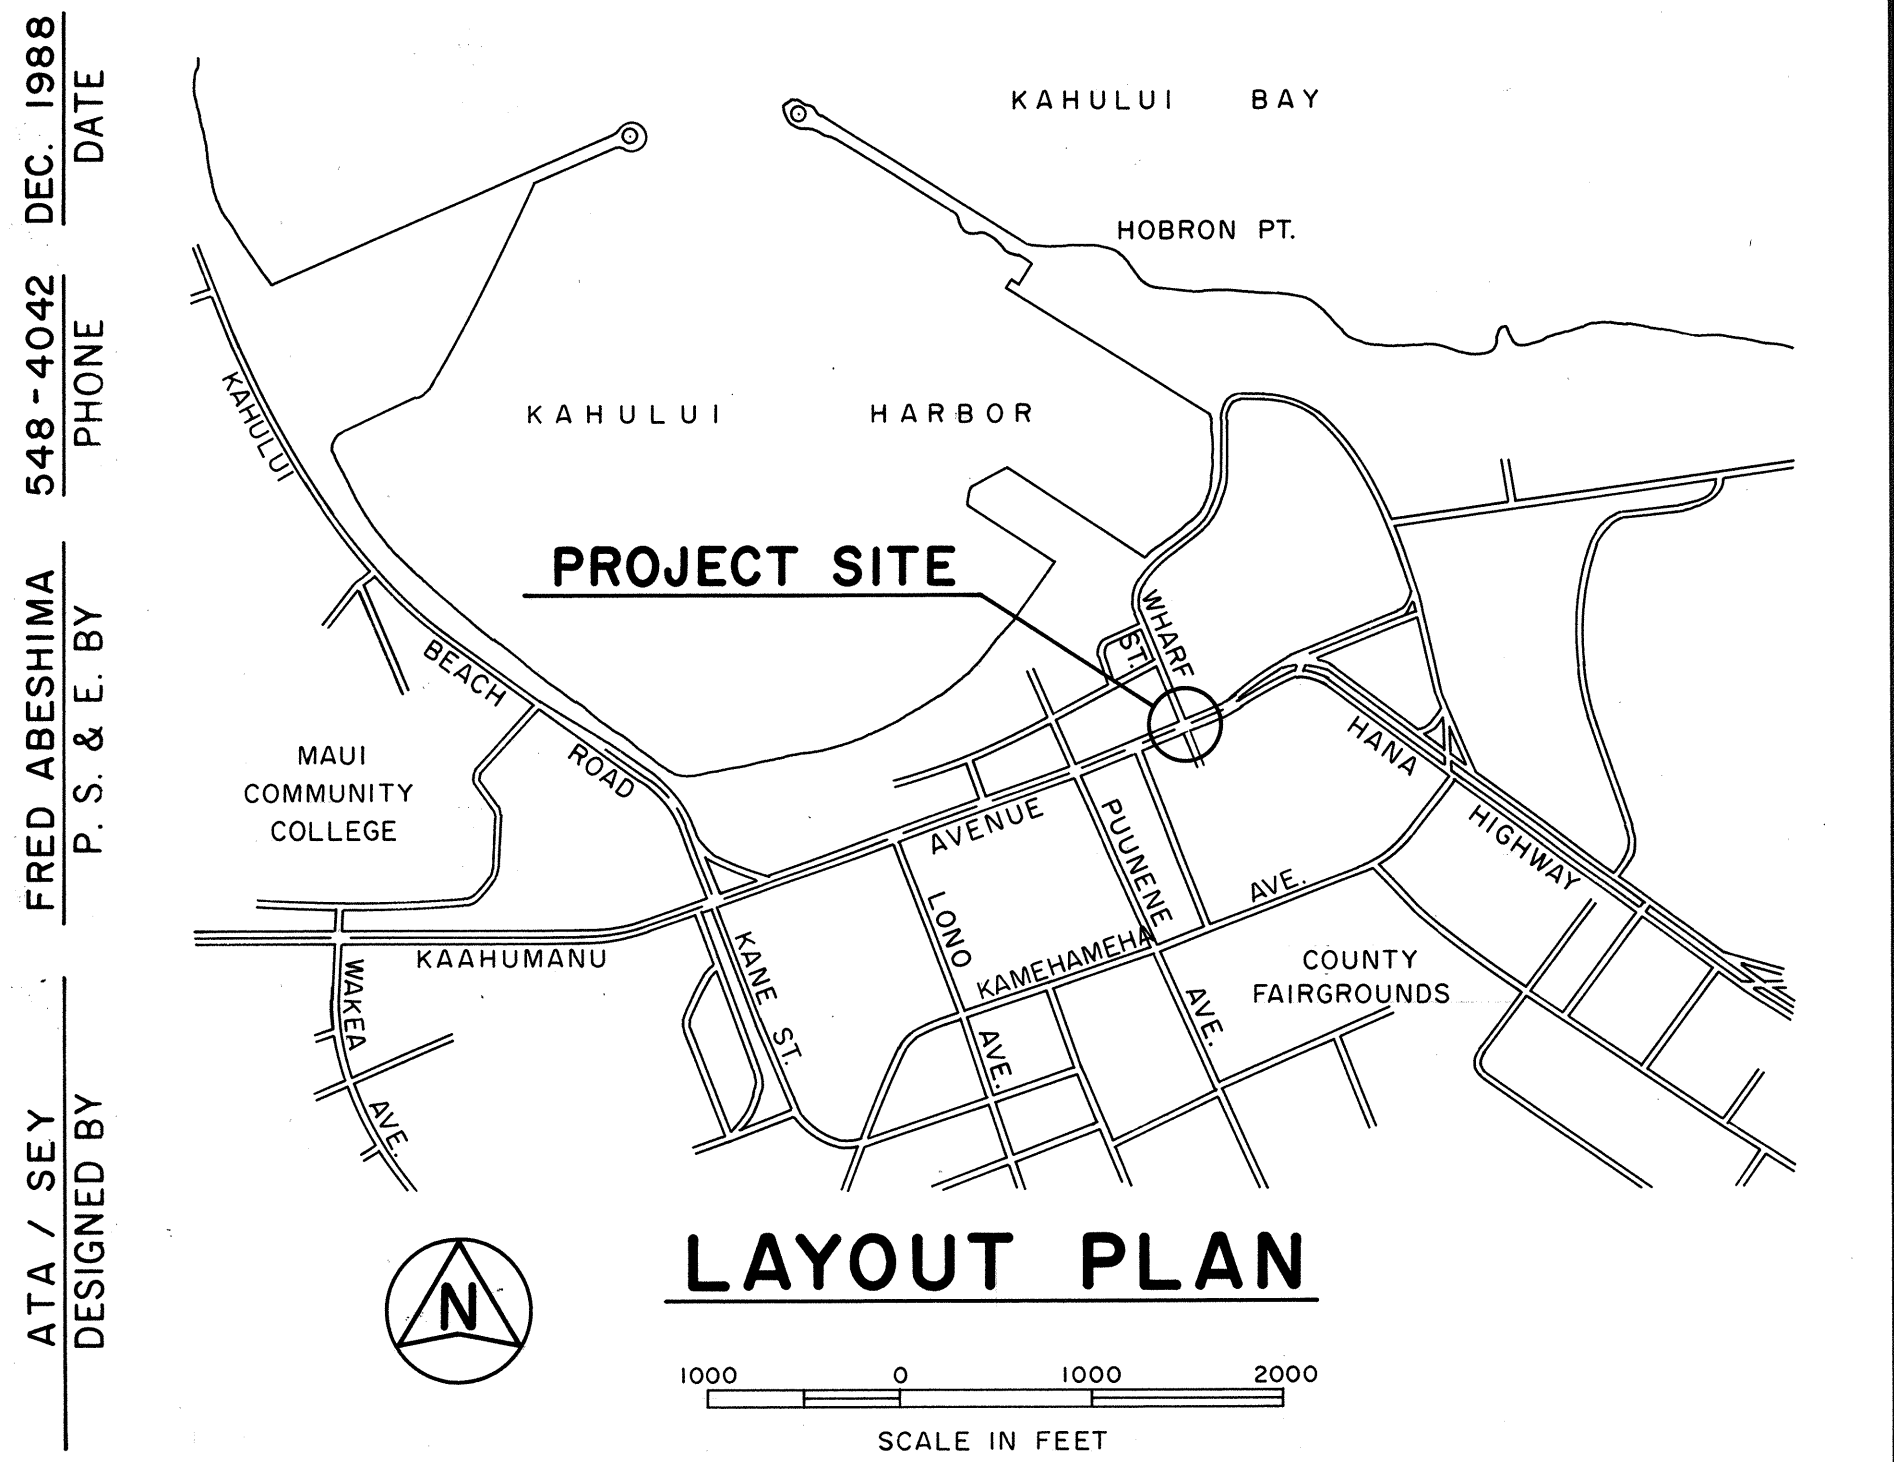 DEC. 1988
DATE
548-4042
PHONE
FRED ABESHIMA
P. S. & E. BY
ATA / SEY
DESIGNED BY
KAHULUI BAY
HOBRON PT.
KAHULUI HARBOR
KAHULUI
BEACH
ROAD
PROJECT SITE
WHARF
ST.
MAUI
COMMUNITY
COLLEGE
HANA
HIGHWAY
AVENUE
PUUNENE
AVE.
LONO
AVE.
KAAHUMANU
KAMEHAMEHA
AVE.
KANE ST.
WAKEA
AVE.
COUNTY
FAIRGROUNDS
LAYOUT PLAN
N
1000 0 1000 2000
SCALE IN FEET